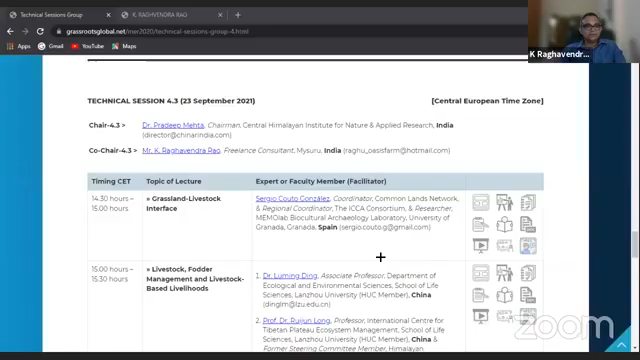 Technical Sessions Group
K. RAGHVENDRA RAO
grassrootsglobal.net/mer2020/technical-sessions-group-4.html
Apps
Gmail
YouTube
Maps
K Raghavendr...
TECHNICAL SESSION 4.3 (23 September 2021)
[Central European Time Zone]
Chair-4.3 >
Dr. Pradeep Mehta, Chairman, Central Himalayan Institute for Nature & Applied Research, India
(director@chinarindia.com)
Co-Chair-4.3 >
Mr. K. Raghavendra Rao, Freelance Consultant, Mysuru, India (raghu_oasisfarm@hotmail.com)
Timing CET
Topic of Lecture
Expert or Faculty Member (Facilitator)
14.30 hours –
15.00 hours
» Grassland-Livestock
Interface
Sergio Couto González, Coordinator, Common Lands Network,
& Regional Coordinator, The ICCA Consortium, & Researcher,
MEMOlab Biocultural Archaeology Laboratory, University of
Granada, Granada, Spain (sergio.couto.g@gmail.com)
15.00 hours –
15.30 hours
» Livestock, Fodder
Management and Livestock-
Based Livelihoods
1. Dr. Luming Ding, Associate Professor, Department of
Ecological and Environmental Sciences, School of Life
Sciences, Lanzhou University (HUC Member), China
(dinglm@lzu.edu.cn)
2. Prof. Dr. Ruijun Long, Professor, International Centre for
Tibetan Plateau Ecosystem Management, School of Life
Sciences, Lanzhou University (HUC Member), China &
Former Steering Committee Member, Himalayan
zoom